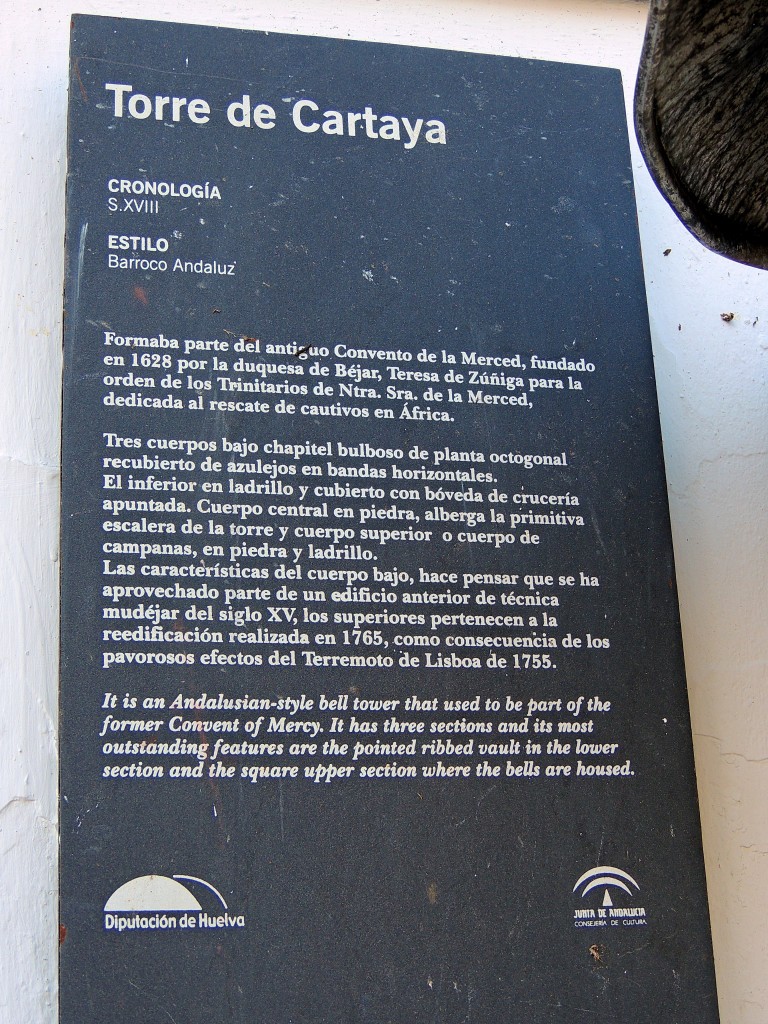 Torre de Cartaya
CRONOLOGÍA
S.XVIII
ESTILO
Barroco Andaluz
Formaba parte del antiguo Convento de la Merced, fundado
en 1628 por la duquesa de Béjar, Teresa de Zúñiga para la
orden de los Trinitarios de Ntra. Sra. de la Merced,
dedicada al rescate de cautivos en África.
Tres cuerpos bajo chapitel bulboso de planta octogonal
recubierto de azulejos en bandas horizontales.
El inferior en ladrillo y cubierto con bóveda de crucería
apuntada. Cuerpo central en piedra, alberga la primitiva
escalera de la torre y cuerpo superior o cuerpo de
campanas, en piedra y ladrillo.
Las características del cuerpo bajo, hace pensar que se ha
aprovechado parte de un edificio anterior de técnica
mudéjar del siglo XV, los superiores pertenecen a la
reedificación realizada en 1765, como consecuencia de los
pavorosos efectos del Terremoto de Lisboa de 1755.
It is an Andalusian-style bell tower that used to be part of the
former Convent of Mercy. It has three sections and its most
outstanding features are the pointed ribbed vault in the lower
section and the square upper section where the bells are housed.
Diputación de Huelva
JUNTA DE ANDALUCIA
CONSEJERÍA DE CULTURA